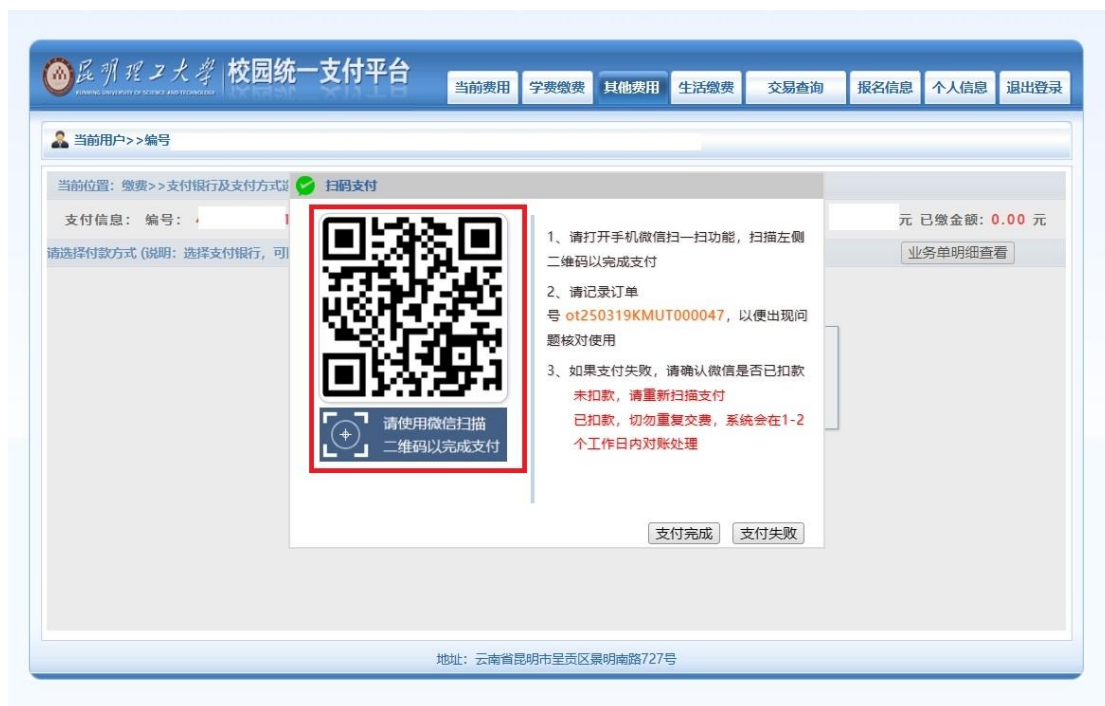 昆明理工大学 校园统一支付平台
KUNMING UNIVERSITY OF SCIENCE AND TECHNOLOGY
当前费用 学费缴费 其他费用 生活缴费 交易查询 报名信息 个人信息 退出登录
当前用户>>编号
当前位置：缴费>>支付银行及支付方式
扫码支付
支付信息： 编号： 元 已缴金额：0.00 元
请选择付款方式 (说明：选择支付银行，可 业务单明细查看
1、请打开手机微信扫一扫功能，扫描左侧
二维码以完成支付
2、请记录订单
号 ot250319KMUT000047，以便出现问
题核对使用
3、如果支付失败，请确认微信是否已扣款
未扣款，请重新扫描支付
已扣款，切勿重复交费，系统会在1-2
个工作日内对账处理
请使用微信扫描
二维码以完成支付
支付完成 支付失败
地址：云南省昆明市呈贡区景明南路727号